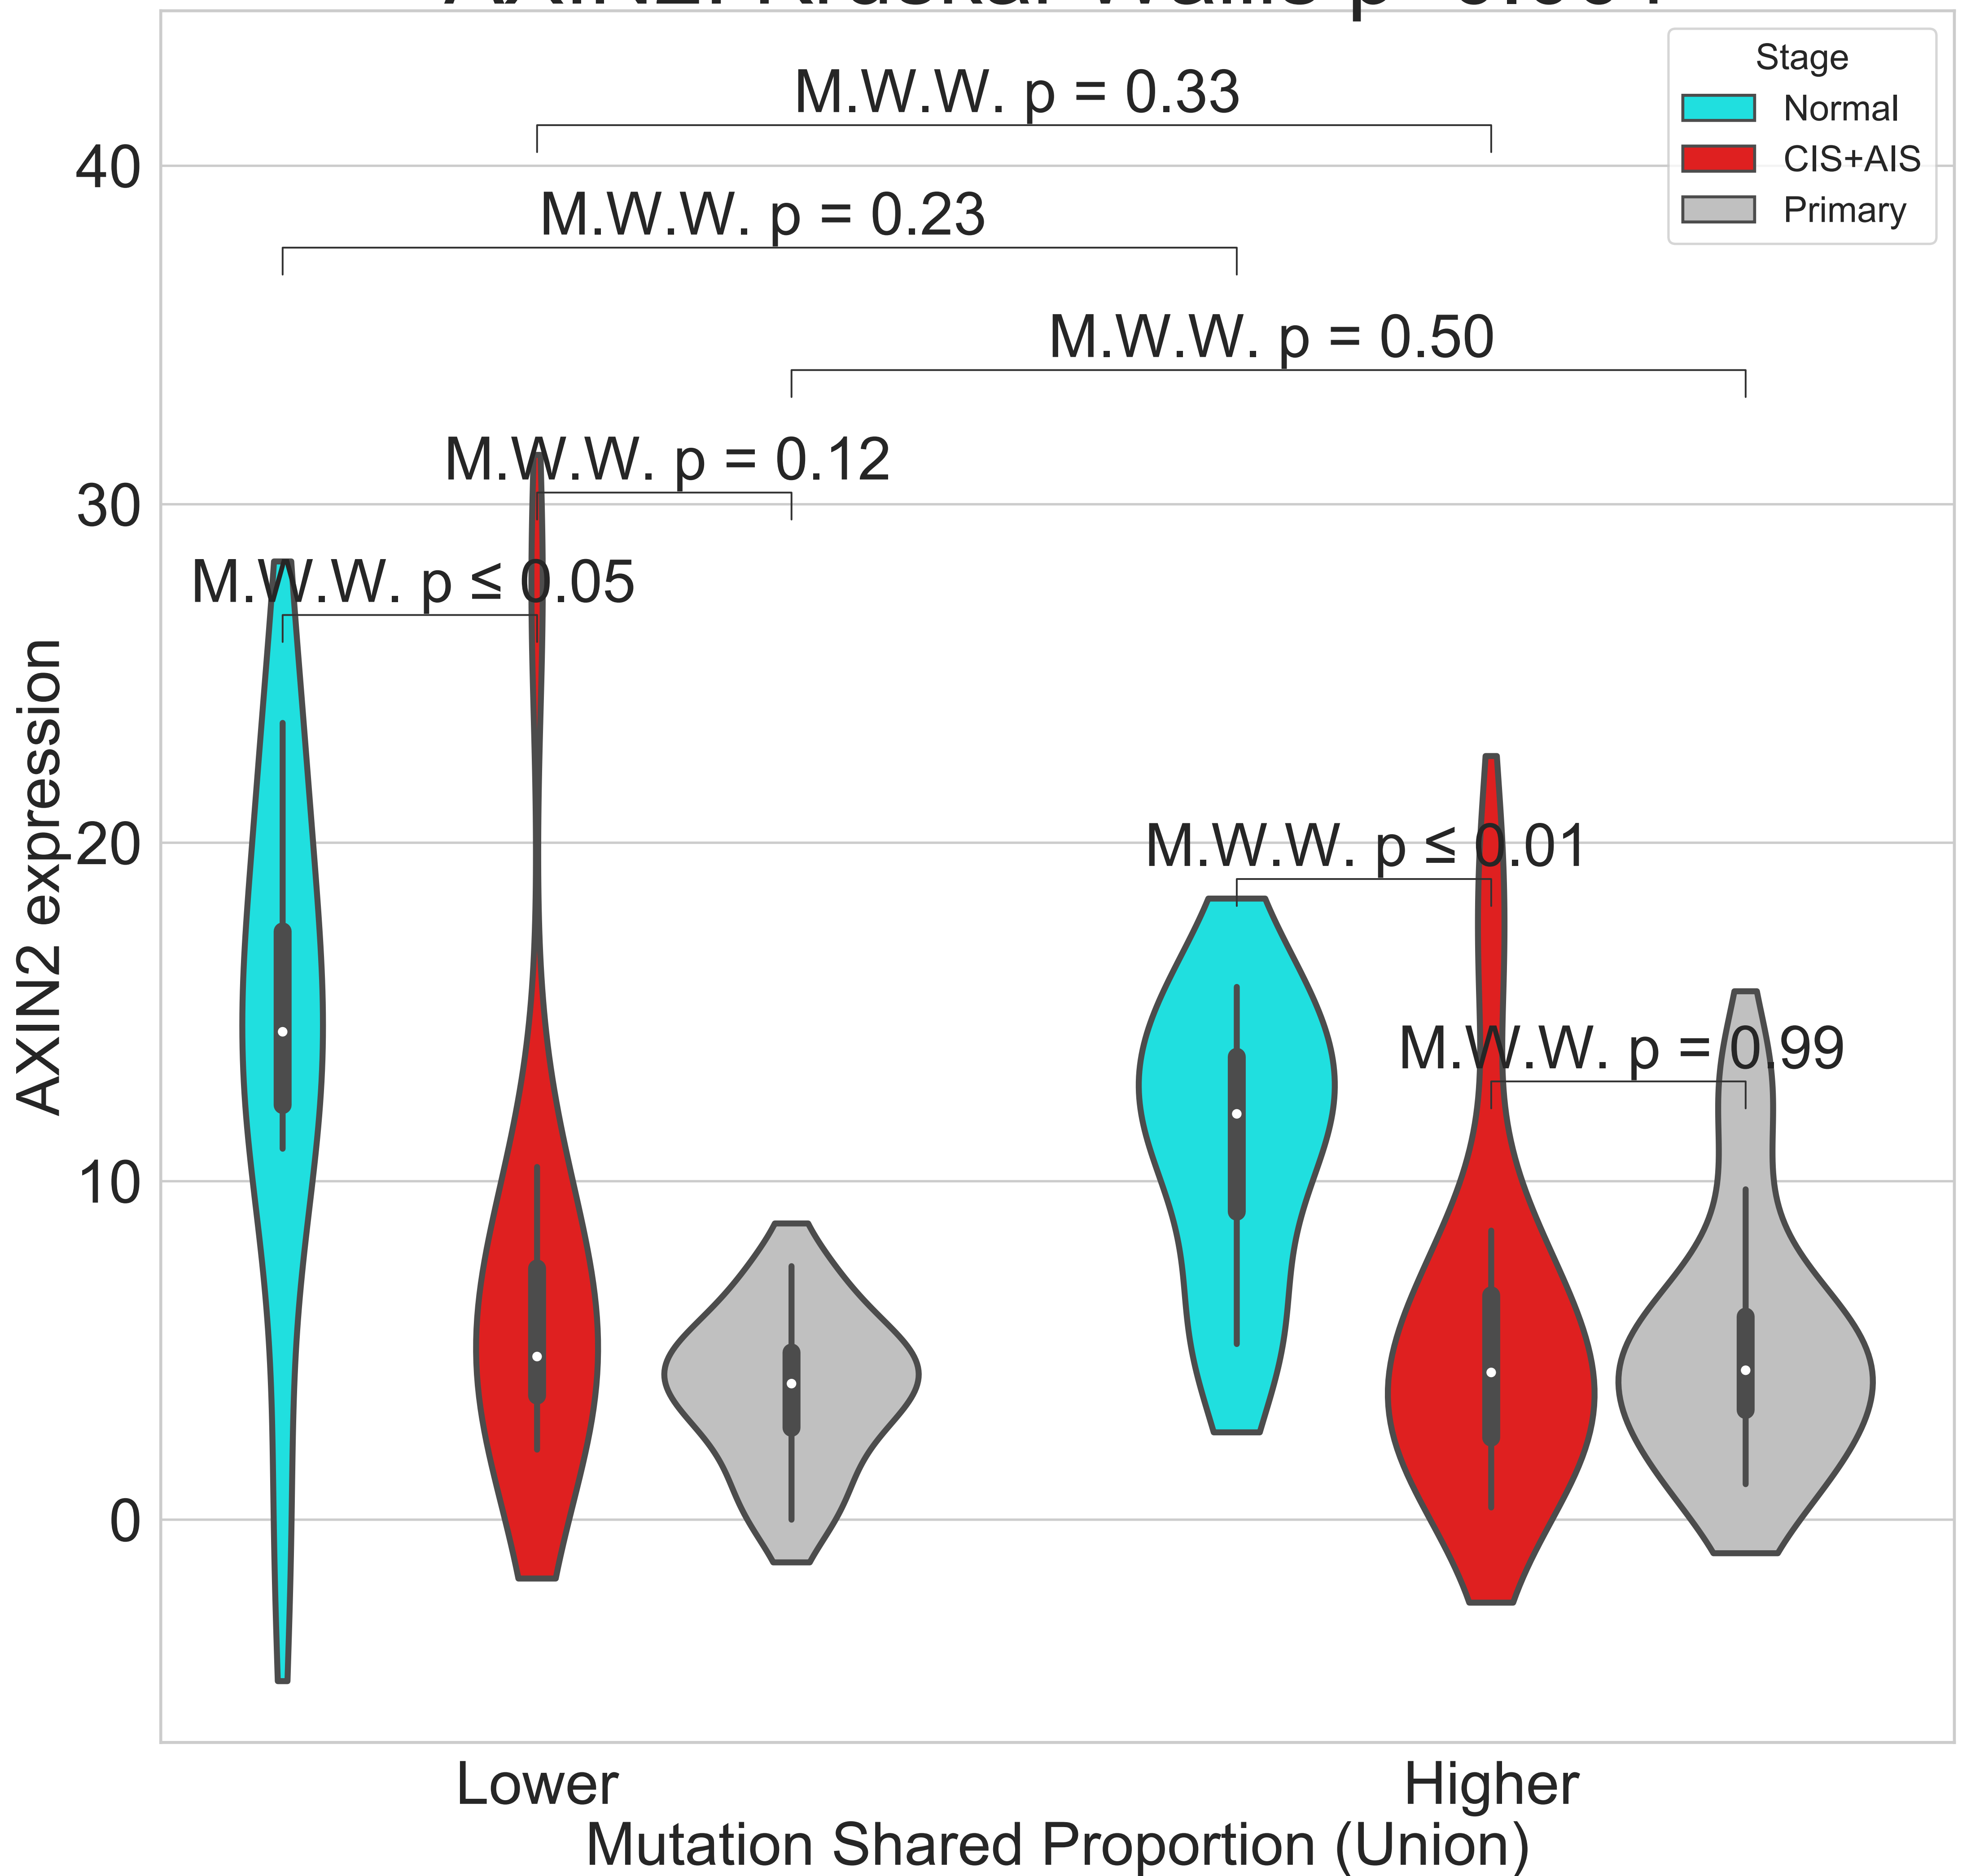 M.W.W. p = 0.33
M.W.W. p = 0.23
M.W.W. p = 0.50
M.W.W. p = 0.12
M.W.W. p ≤ 0.05
M.W.W. p ≤ 0.01
M.W.W. p = 0.99
Stage
Normal
CIS+AIS
Primary
40
30
20
10
0
AXIN2 expression
Lower
Higher
Mutation Shared Proportion (Union)